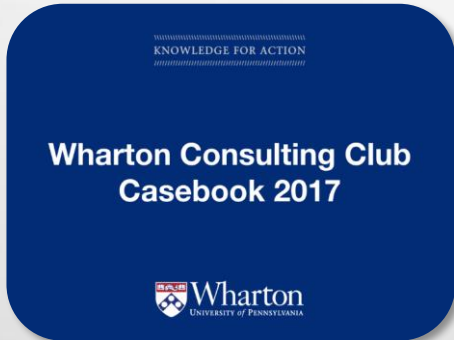 KNOWLEDGE FOR ACTION
Wharton Consulting Club
Casebook 2017
Wharton
UNIVERSITY of PENNSYLVANIA